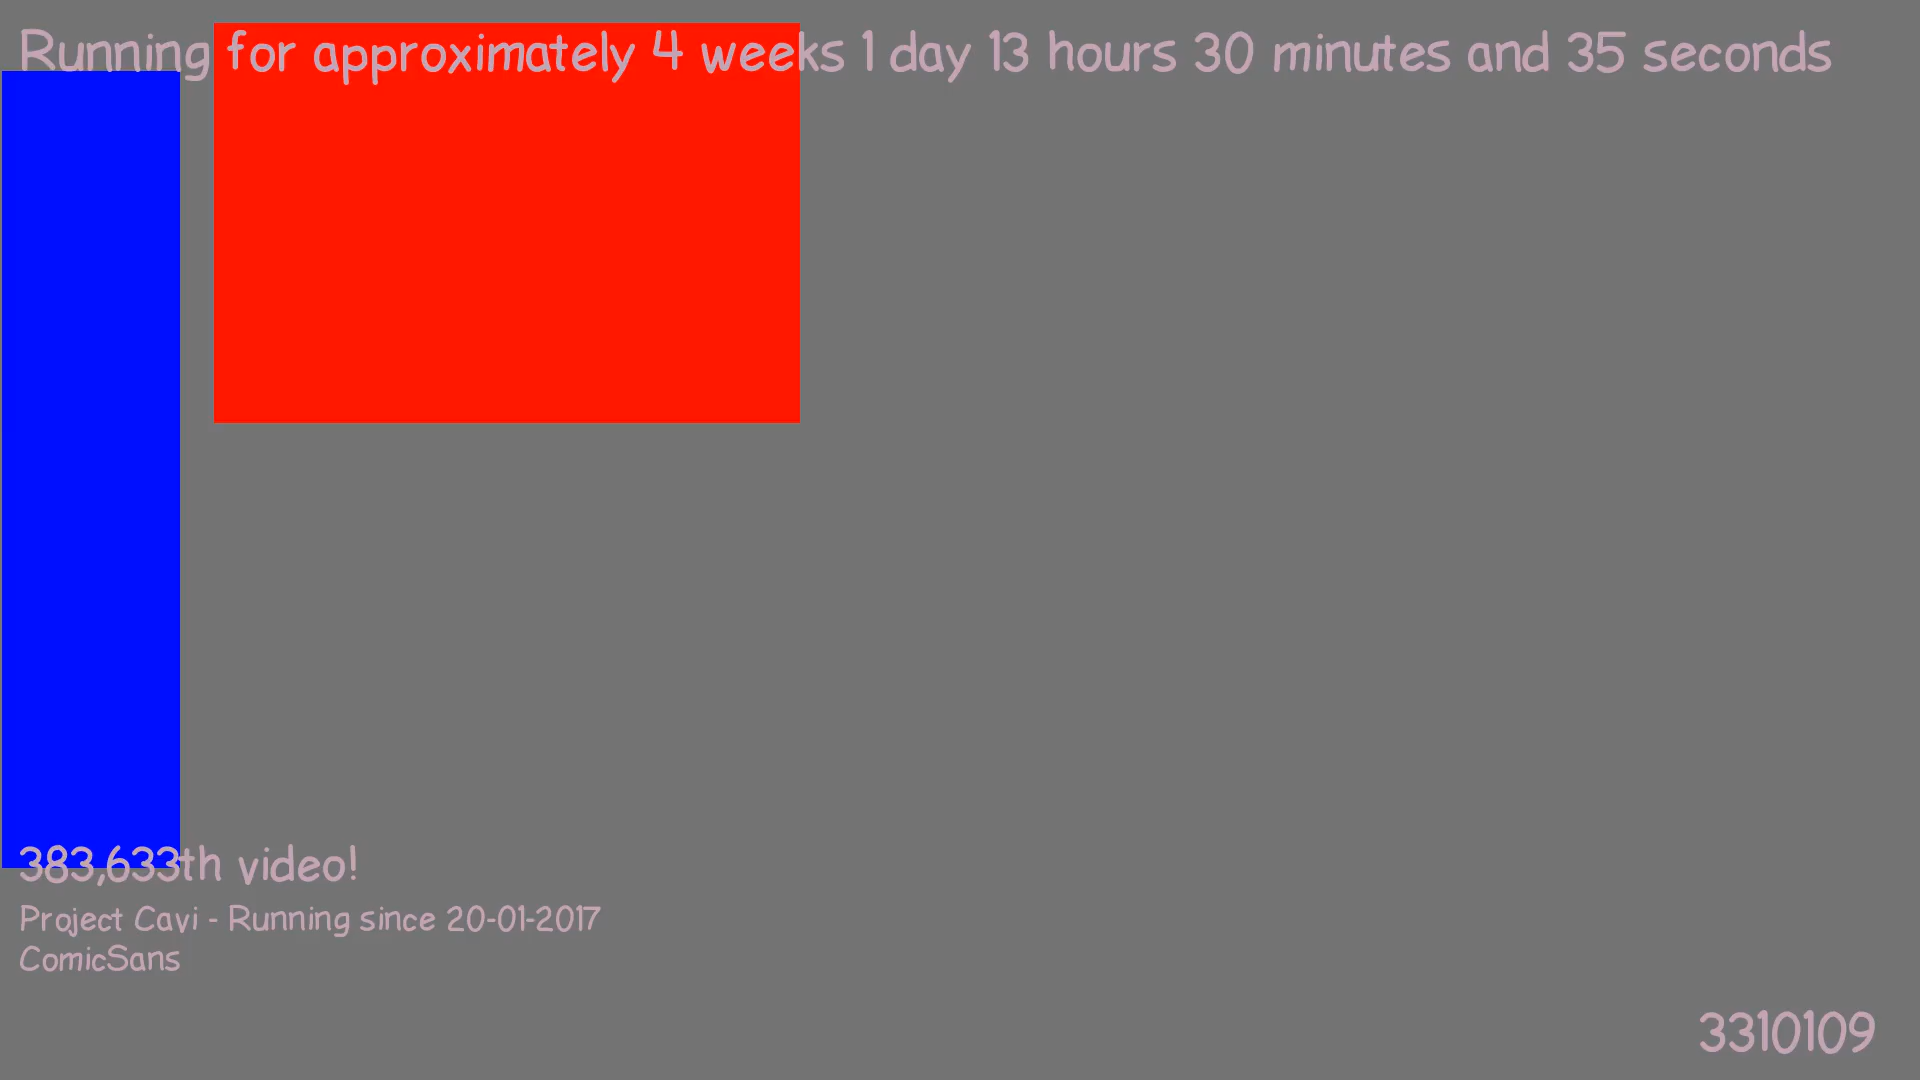 Running for approximately 4 weeks 1 day 13 hours 30 minutes and 35 seconds
383,633th video!
Project Cavi - Running since 20-01-2017
ComicSans
3310109